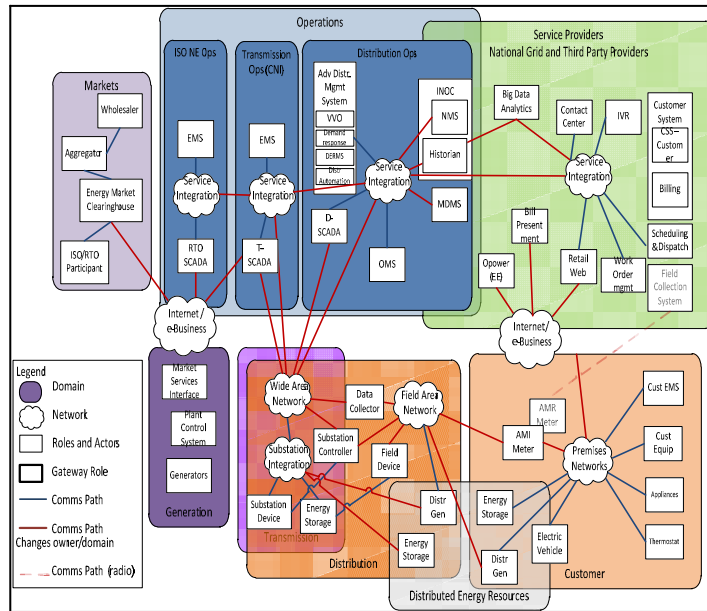 Operations
Service Providers
National Grid and Third Party Providers
ISO NE Ops
Transmission
Ops (CNI)
Distribution Ops
Markets
Wholesaler
Aggregator
Energy Market
Clearinghouse
ISO/RTO
Participant
EMS
Service
Integration
RTO
SCADA
EMS
Service
Integration
T-
SCADA
Adv Distr.
Mgmt
System
VVO
Demand
response
DERMS
Distr
Automation
INOC
NMS
Historian
Service
Integration
D-
SCADA
MDMS
OMS
Big Data
Analytics
Contact
Center
IVR
Customer
System
CSS–
Custom
er
Billing
Service
Integration
Scheduling
&Dispatch
Bill
Present
ment
Opower
(EE)
Retail
Web
Work
Order
mgmt
Field
Collection
System
Internet/
e-Business
Internet/
e-Business
Legend
Domain
Network
Roles and Actors
Gateway Role
Comms Path
Comms Path
Changes owner/domain
Comms Path (radio)
Market
Services
Interface
Plant
Control
System
Generators
Generation
Wide Area
Network
Data
Collector
Field Area
Network
Substation
Integration
Substation
Controller
Field
Device
Substation
Device
Energy
Storage
Transmission
Distr
Gen
Energy
Storage
Distribution
AMR
Meter
AMI
Meter
Premises
Networks
Cust EMS
Cust
Equip
Appliances
Thermostat
Energy
Storage
Electric
Vehicle
Distr
Gen
Customer
Distributed Energy Resources